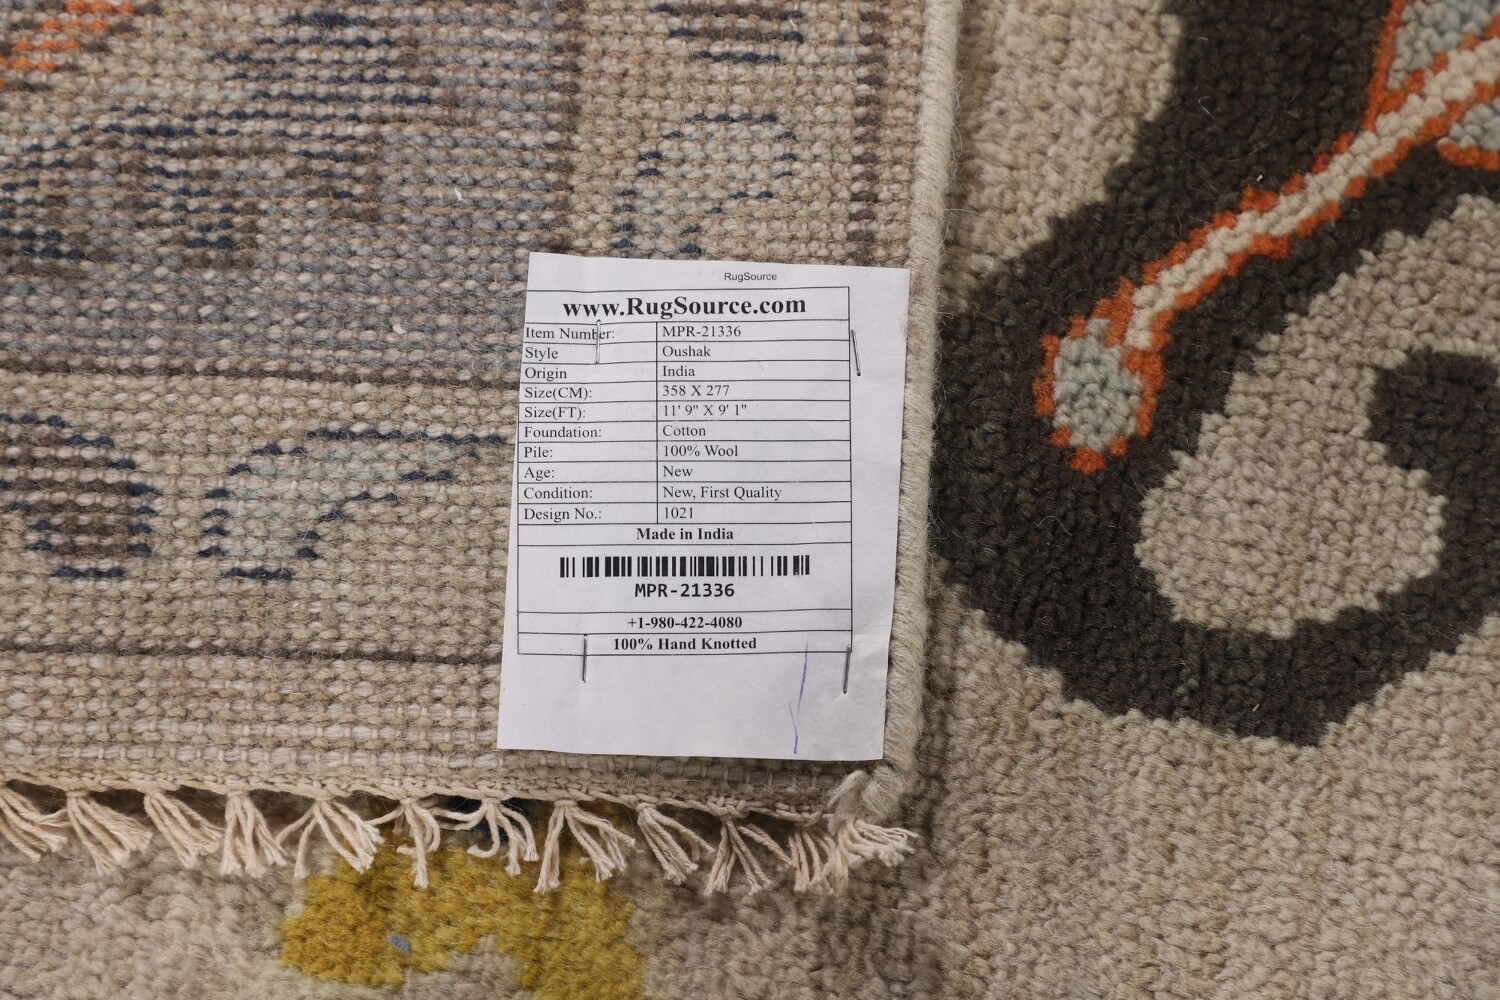 RugSource
www.RugSource.com
Item Number: MPR-21336
Style Oushak
Origin India
Size(CM): 358 X 277
Size(FT): 11' 9" X 9' 1"
Foundation: Cotton
Pile: 100% Wool
Age: New
Condition: New, First Quality
Design No.: 1021
Made in India
MPR-21336
+1-980-422-4080
100% Hand Knotted